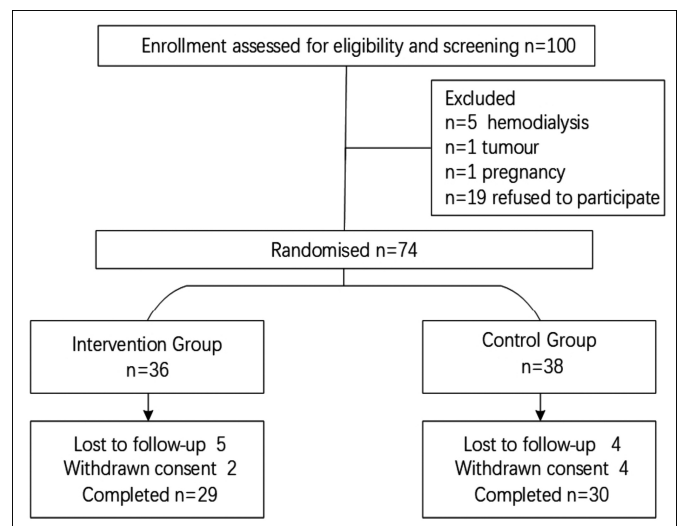 Enrollment assessed for eligibility and screening n=100
Excluded
n=5 hemodialysis
n=1 tumour
n=1 pregnancy
n=19 refused to participate
Randomised n=74
Intervention Group
n=36
Control Group
n=38
Lost to follow-up 5
Withdrawn consent 2
Completed n=29
Lost to follow-up 4
Withdrawn consent 4
Completed n=30